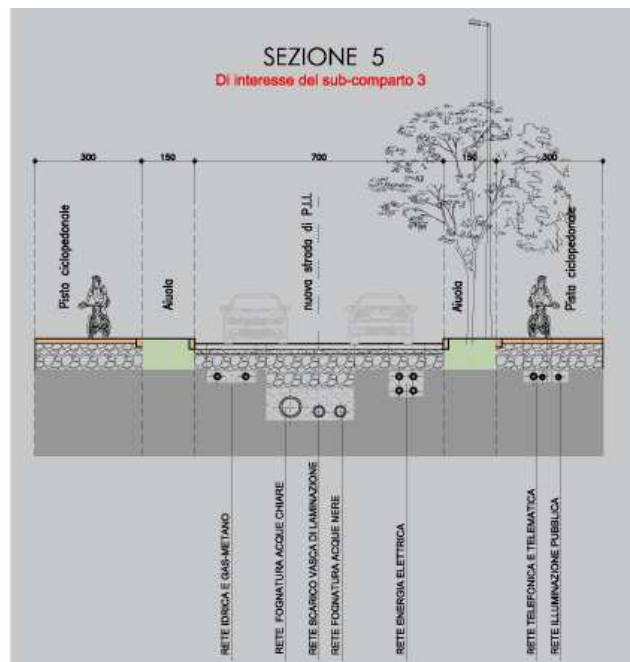 SEZIONE 5
Di interesse del sub-comparto 3
300
150
700
150
300
Pista ciclopedonale
Aiuola
nuova strada di P.I.I.
Aiuola
Pista ciclopedonale
RETE IDRICA E GAS-METANO
RETE FOGNATURA ACQUE CHIARE
RETE SCARICO VASCA DI LAMINAZIONE
RETE FOGNATURA ACQUE NERE
RETE ENERGIA ELETTRICA
RETE TELEFONICA E TELEMATICA
RETE ILLUMINAZIONE PUBBLICA